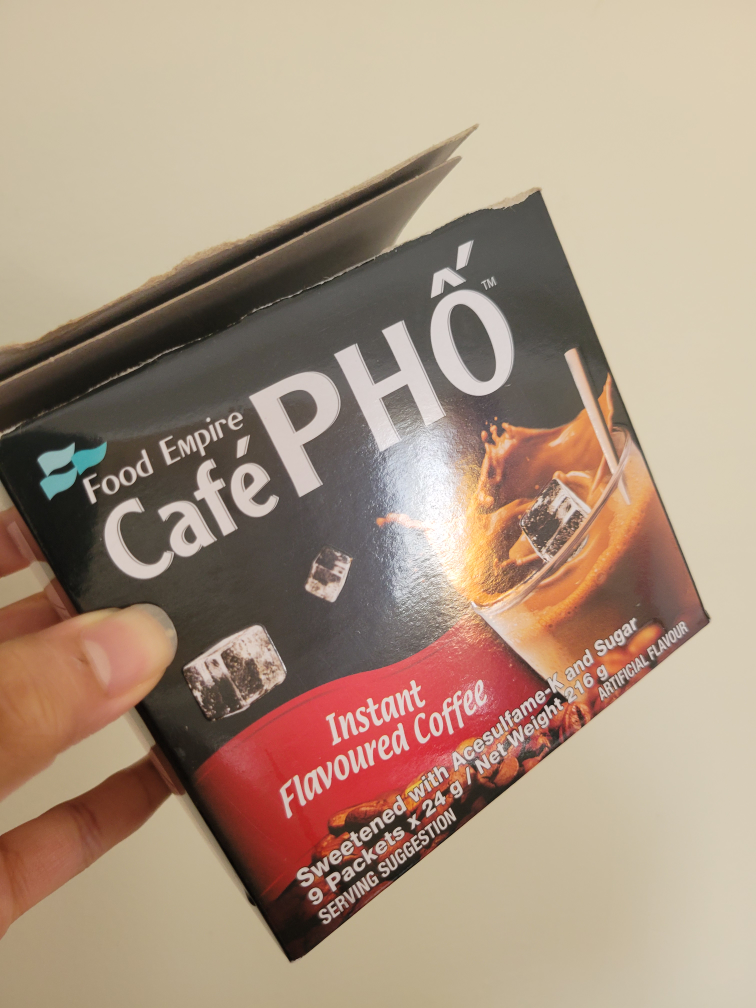 Food Empire
Café PHỐ™
Instant
Flavoured Coffee
Sweetened with Acesulfame-K and Sugar
9 Packets x 24 g / Net Weight 216 g
SERVING SUGGESTION
ARTIFICIAL FLAVOUR